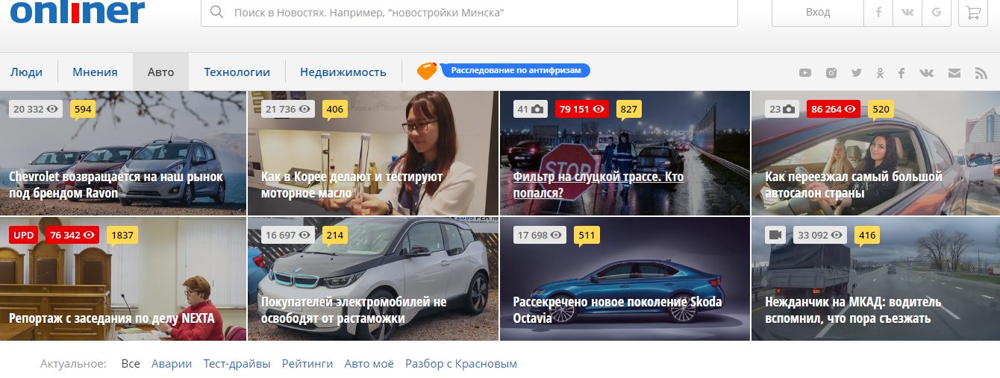 onliner
Поиск в Новостях. Например, "новостройки Минска"
Вход
Люди
Мнения
Авто
Технологии
Недвижимость
Расследование по антифризам
20 332
594
Chevrolet возвращается на наш рынок
под брендом Ravon
21 736
406
Как в Корее делают и тестируют
моторное масло
41
79 151
827
STOP
Фильтр на слуцкой трассе. Кто
попался?
23
86 264
520
Как переезжал самый большой
автосалон страны
UPD
76 342
1837
Репортаж с заседания по делу NEXTA
16 697
214
Покупателей электромобилей не
освободят от растаможки
17 698
511
Рассекречено новое поколение Skoda
Octavia
33 092
416
Нежданчик на МКАД: водитель
вспомнил, что пора съезжать
Актуальное: Все Аварии Тест-драйвы Рейтинги Авто моё Разбор с Красновым